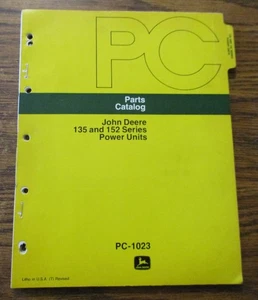 PC
Parts
Catalog
John Deere
135 and 152 Series
Power Units
PC-1023